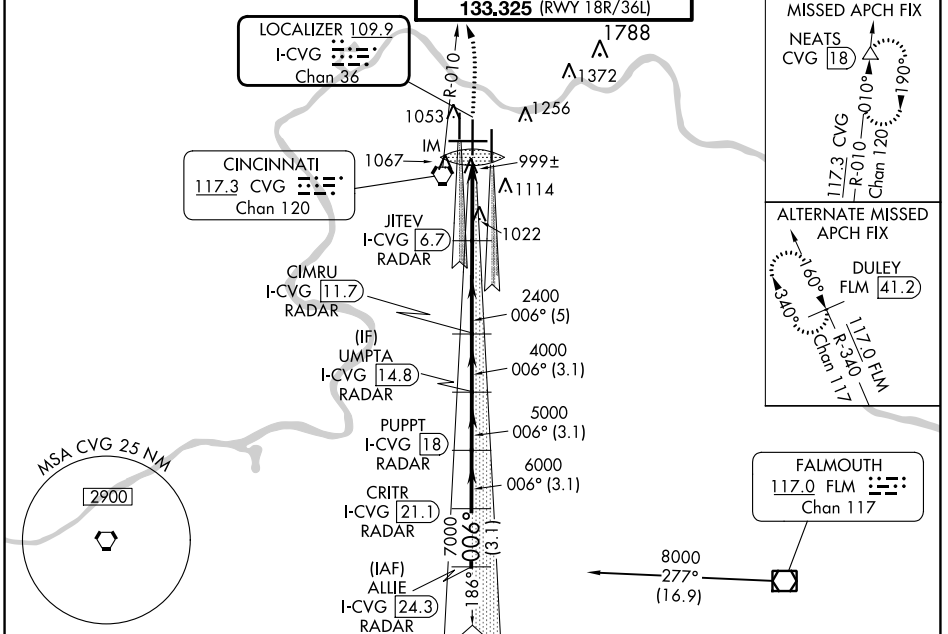 133.325 (RWY 18R/36L)
LOCALIZER 109.9
I-CVG
Chan 36
R-010
1788
1372
1256
1053
IM
1067
999±
1114
CINCINNATI
117.3 CVG
Chan 120
JITEV
I-CVG 6.7
RADAR
1022
CIMRU
I-CVG 11.7
RADAR
2400
006° (5)
(IF)
UMPTA
I-CVG 14.8
RADAR
4000
006° (3.1)
PUPPT
I-CVG 18
RADAR
5000
006° (3.1)
CRITR
I-CVG 21.1
RADAR
6000
006° (3.1)
(IAF)
ALLIE
I-CVG 24.3
RADAR
7000
006°
(3.1)
186°
MSA CVG 25 NM
2900
8000
277°
(16.9)
FALMOUTH
117.0 FLM
Chan 117
MISSED APCH FIX
NEATS
CVG 18
010°
190°
117.3 CVG
R-010
Chan 120
ALTERNATE MISSED
APCH FIX
DULEY
FLM 41.2
160°
340°
117.0 FLM
R-340
Chan 117